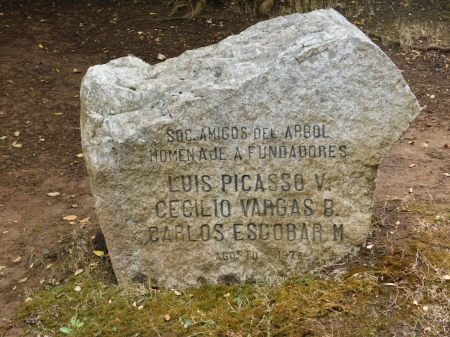 SOC. AMIGOS DEL ARBOL
HOMENAJE A FUNDADORES
LUIS PICASSO V.
CECILIO VARGAS B.
CARLOS ESCOBAR M.
AGOSTO